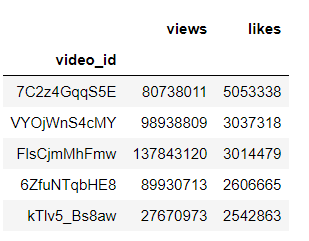 views likes
video_id
7C2z4GqqS5E 80738011 5053338
VYOjWnS4cMY 98938809 3037318
FlsCjmMhFmw 137843120 3014479
6ZfuNTqbHE8 89930713 2606665
kTlv5_Bs8aw 27670973 2542863